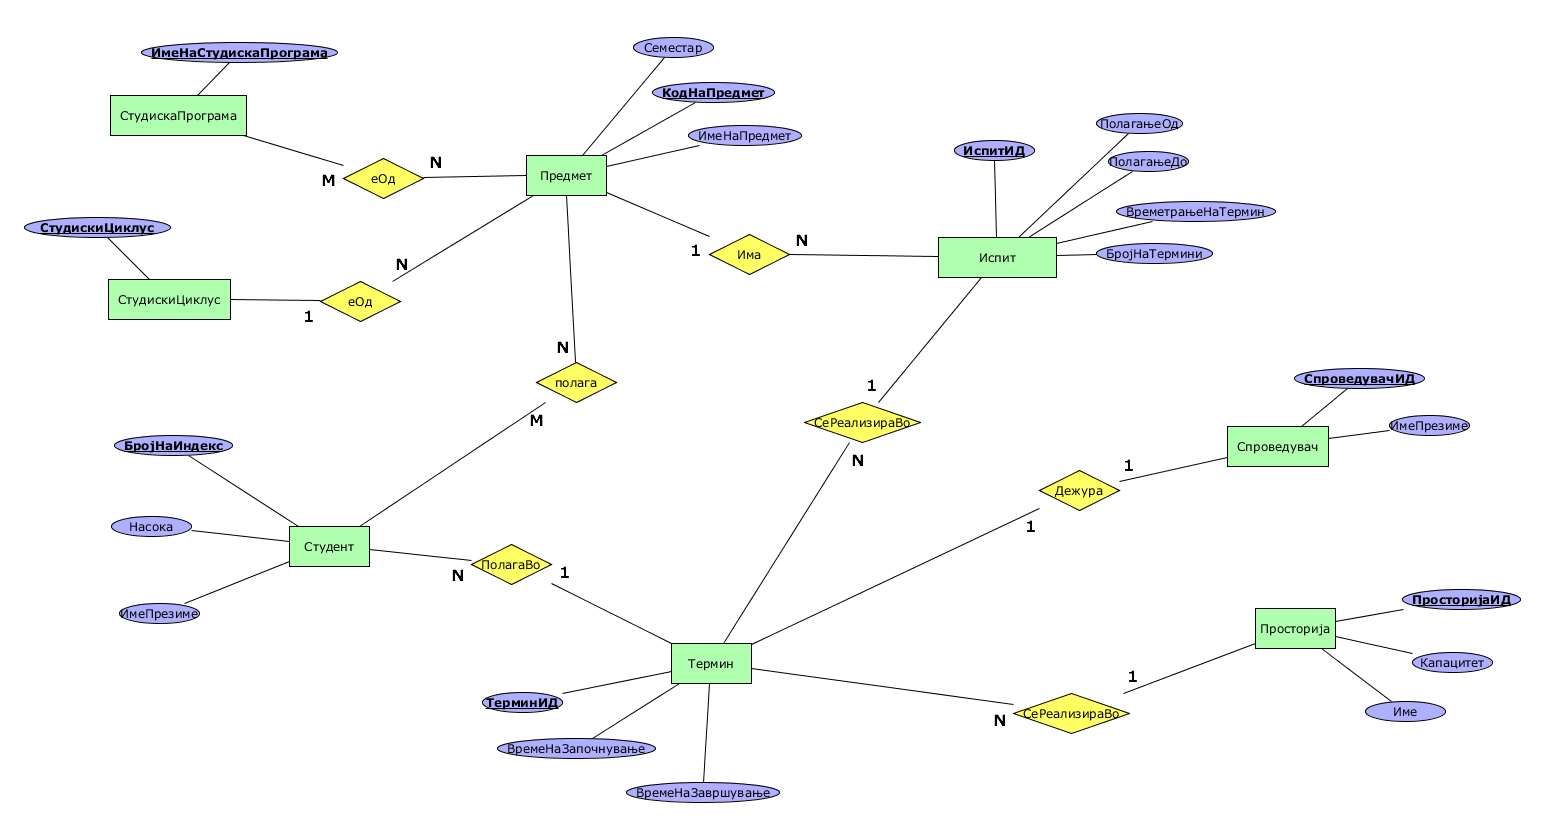 Семестар
ИмеНаСтудискаПрограма
КодНаПредмет
СтудискаПрограма
ПолагањеОд
ИмеНаПредмет
ИспитИД
N
ПолагањеДо
Предмет
M
еОд
ВреметрањеНаТермин
СтудискиЦиклус
N
1
Има
БројНаТермини
N
Испит
СтудискиЦиклус
еОд
1
N
СпроведувачИД
полага
1
M
СеРеализираВо
ИмеПрезиме
БројНаИндекс
Спроведувач
N
1
Дежура
Насока
1
Студент
ПолагаВо
1
N
ПросторијаИД
ИмеПрезиме
Просторија
Термин
Капацитет
1
ТерминИД
Име
СеРеализираВо
N
ВремеНаЗапочнување
ВремеНаЗавршување